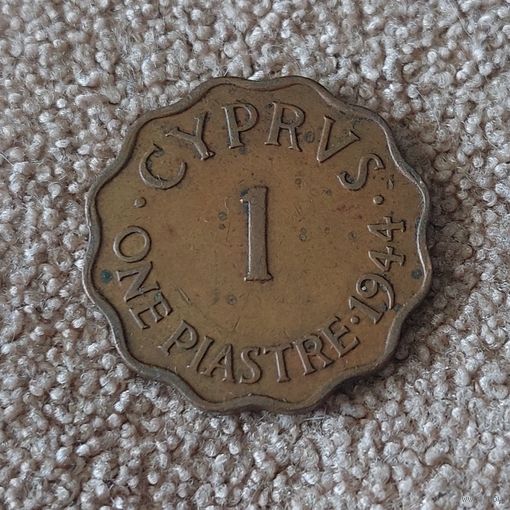 · CYPRVS ·
1
ONE PIASTRE · 1944